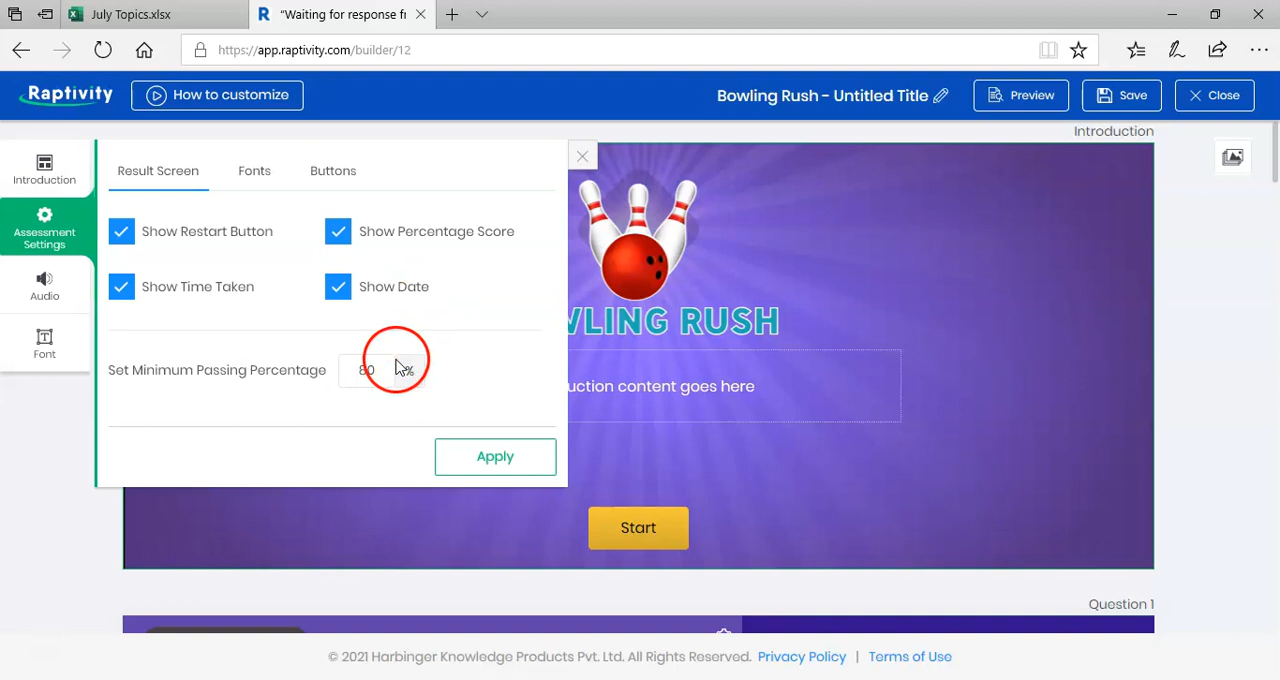 July Topics.xlsx
"Waiting for response fr
https://app.raptivity.com/builder/12
Raptivity
How to customize
Bowling Rush - Untitled Title
Preview
Save
Close
Introduction
Introduction
Assessment
Settings
Audio
Font
Result Screen
Fonts
Buttons
Show Restart Button
Show Percentage Score
Show Time Taken
Show Date
Set Minimum Passing Percentage
80 %
Apply
WLING RUSH
uction content goes here
Start
Question 1
© 2021 Harbinger Knowledge Products Pvt. Ltd. All Rights Reserved. Privacy Policy | Terms of Use